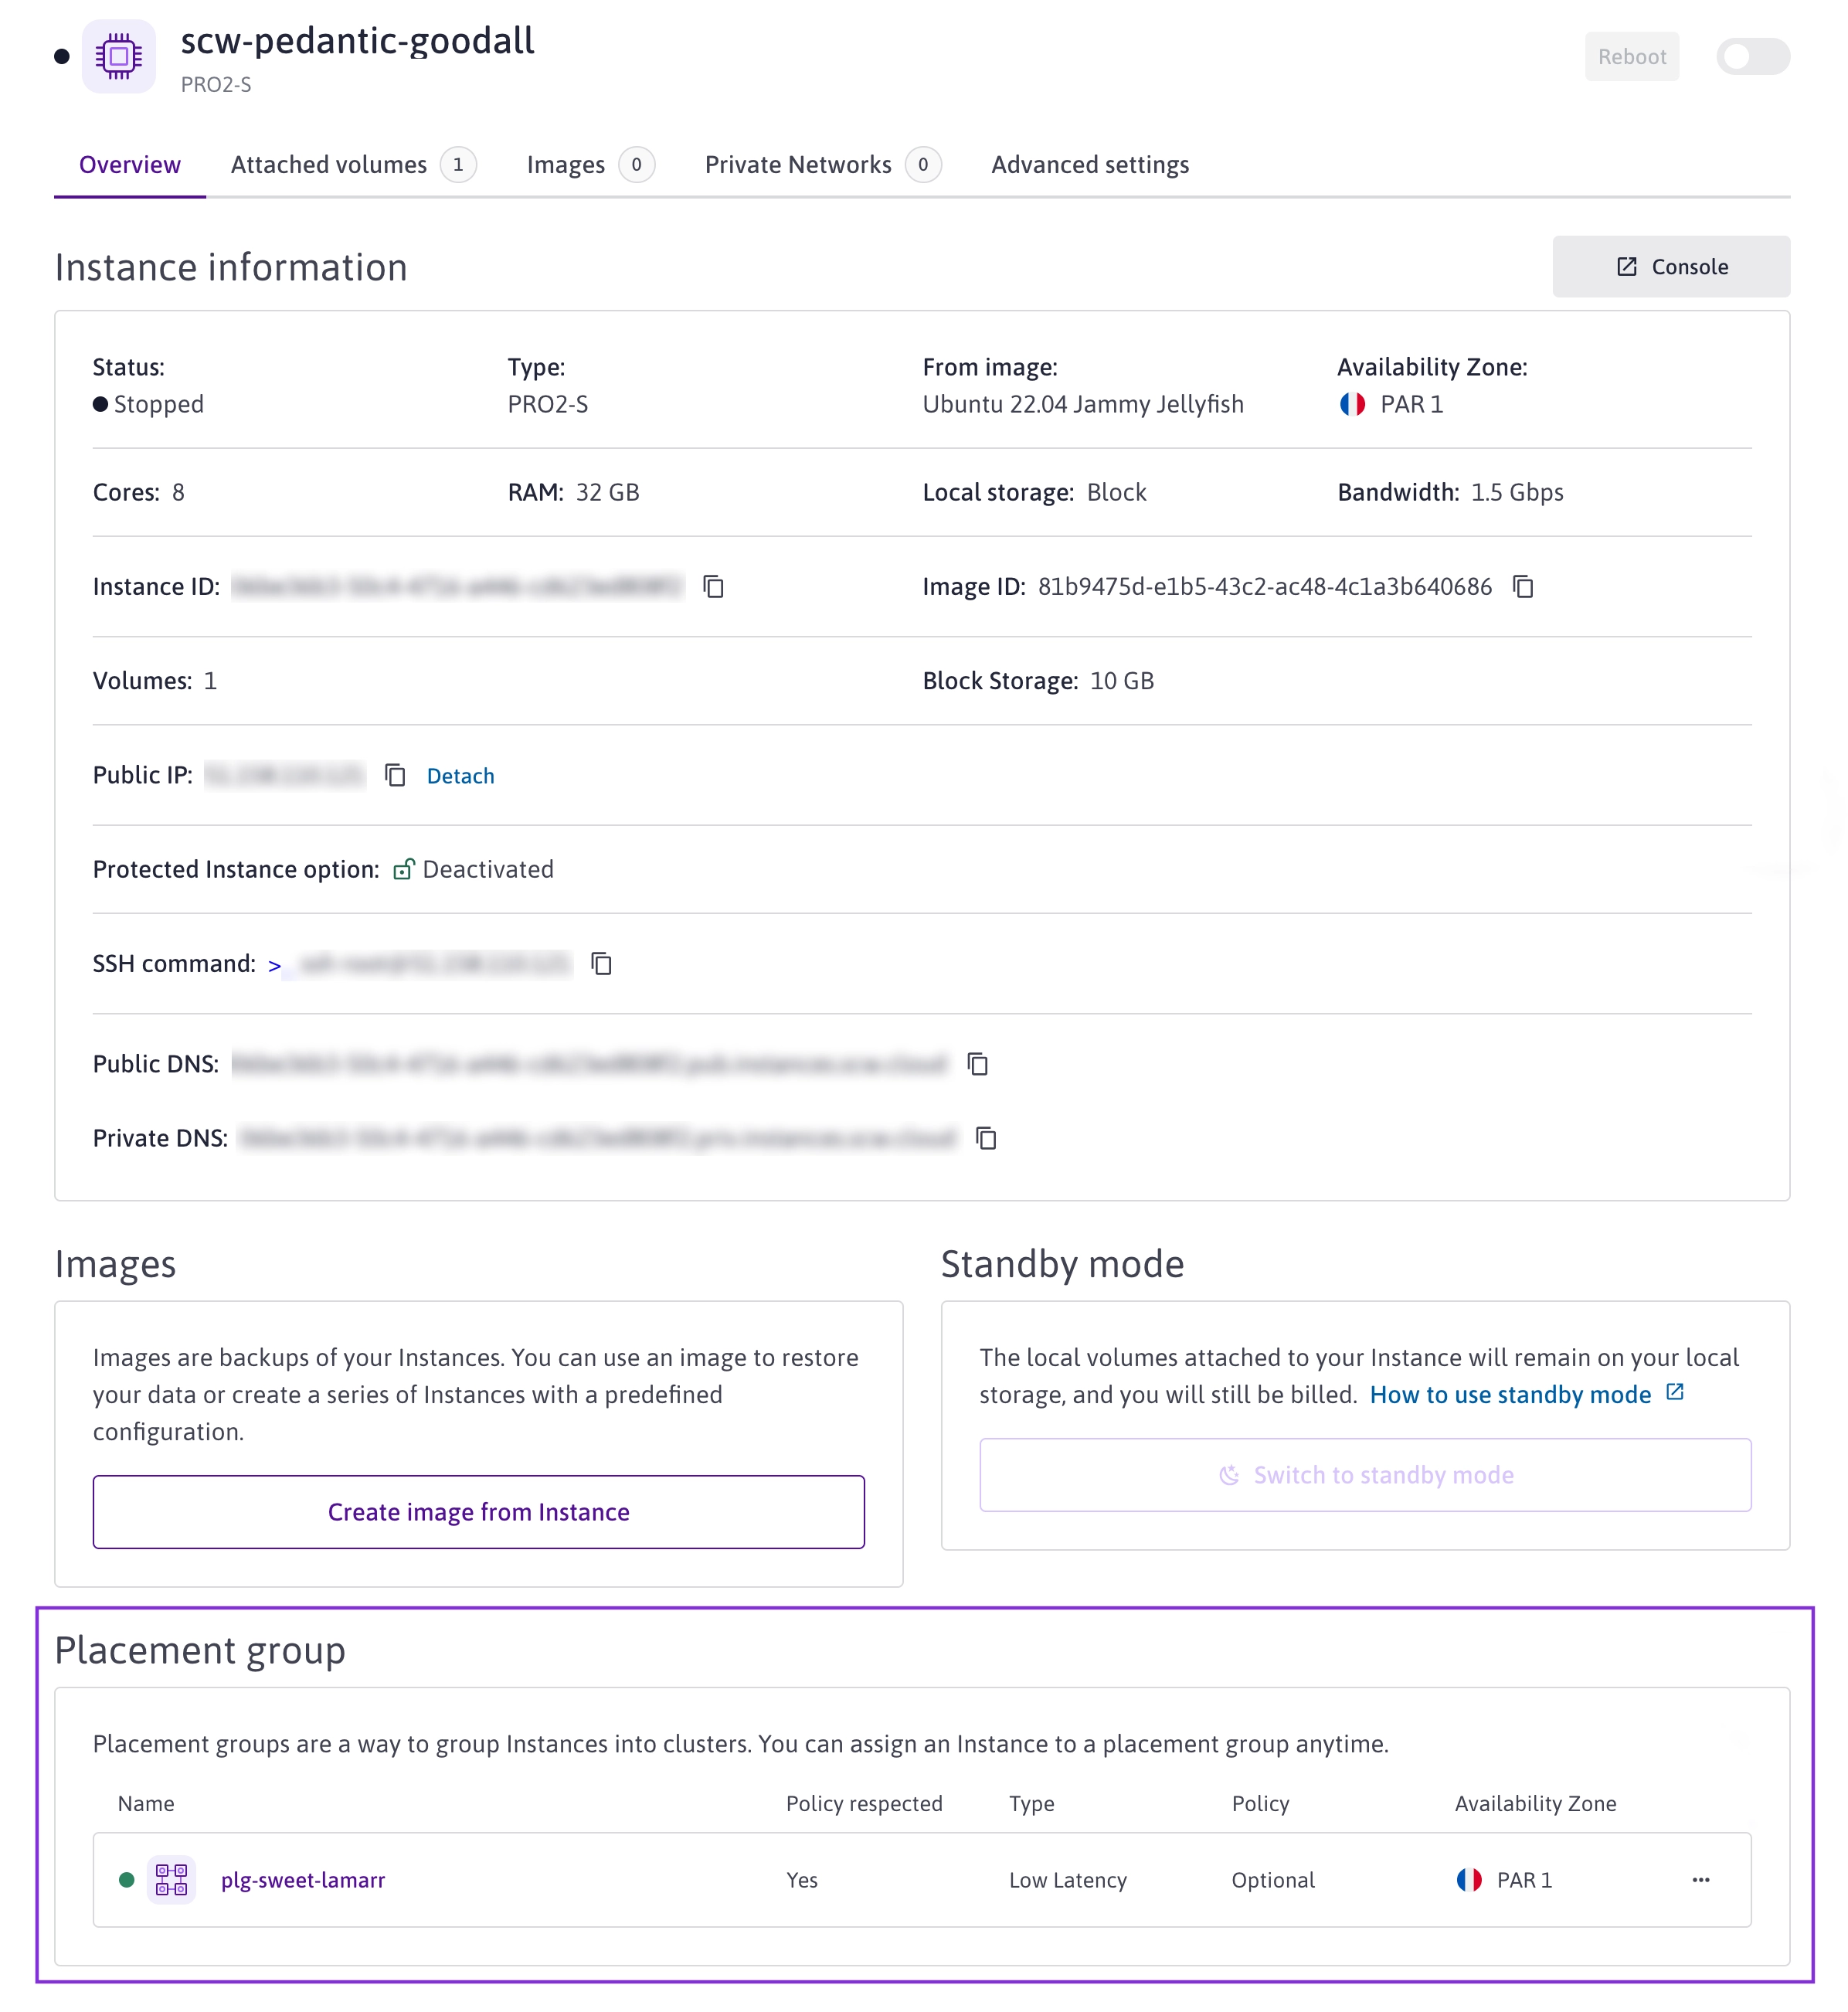 scw-pedantic-goodall
PRO2-S
Reboot
Overview Attached volumes 1 Images 0 Private Networks 0 Advanced settings
Instance information
Console
Status: Type: From image: Availability Zone:
Stopped PRO2-S Ubuntu 22.04 Jammy Jellyfish PAR 1
Cores: 8 RAM: 32 GB Local storage: Block Bandwidth: 1.5 Gbps
Instance ID: Image ID: 81b9475d-e1b5-43c2-ac48-4c1a3b640686
Volumes: 1 Block Storage: 10 GB
Public IP: Detach
Protected Instance option: Deactivated
SSH command: >_
Public DNS:
Private DNS:
Images
Images are backups of your Instances. You can use an image to restore
your data or create a series of Instances with a predefined
configuration.
Create image from Instance
Standby mode
The local volumes attached to your Instance will remain on your local
storage, and you will still be billed. How to use standby mode
Switch to standby mode
Placement group
Placement groups are a way to group Instances into clusters. You can assign an Instance to a placement group anytime.
Name Policy respected Type Policy Availability Zone
plg-sweet-lamarr Yes Low Latency Optional PAR 1 ...